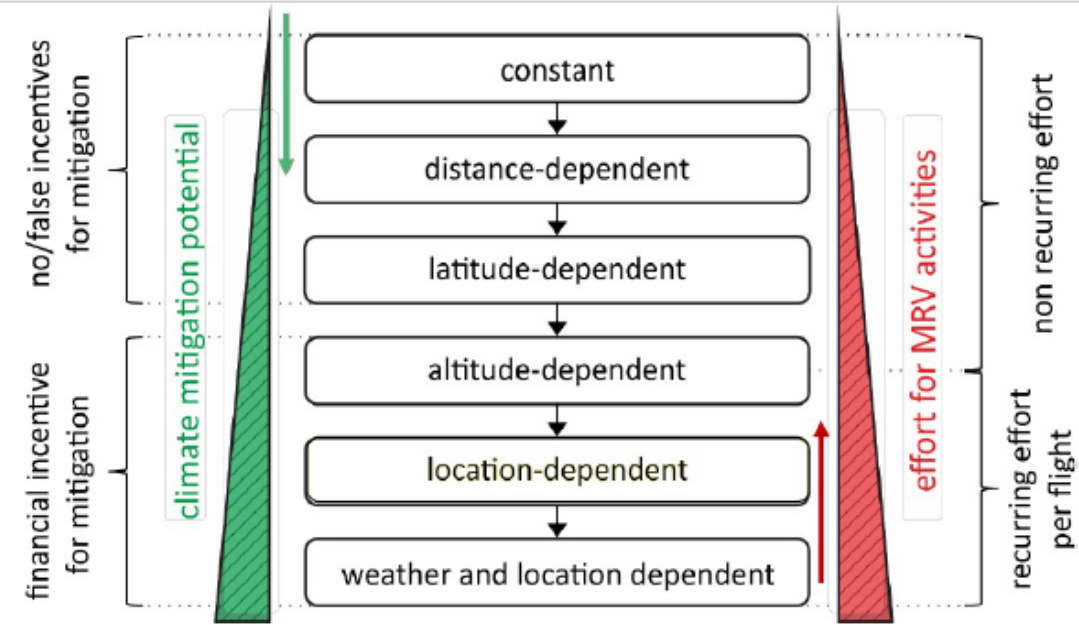 no/false incentives
for mitigation
financial incentive
for mitigation
climate mitigation potential
constant
distance-dependent
latitude-dependent
altitude-dependent
location-dependent
weather and location dependent
effort for MRV activities
non recurring effort
recurring effort
per flight